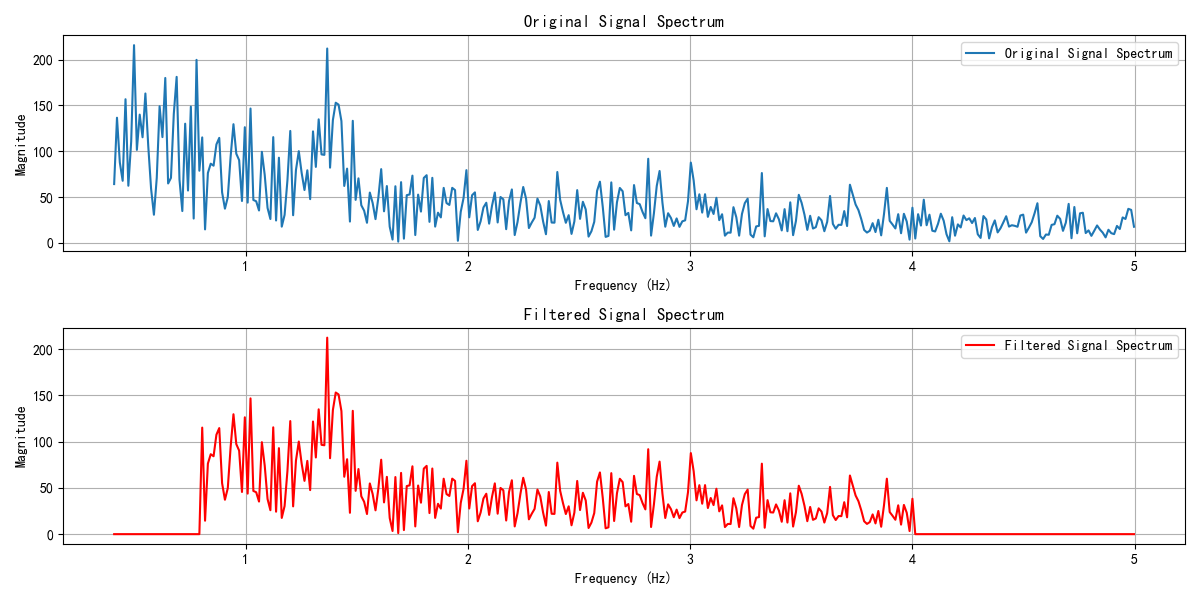 Original Signal Spectrum
Original Signal Spectrum
Magnitude
200
150
100
50
0
1 2 3 4 5
Frequency (Hz)
Filtered Signal Spectrum
Filtered Signal Spectrum
Magnitude
200
150
100
50
0
1 2 3 4 5
Frequency (Hz)